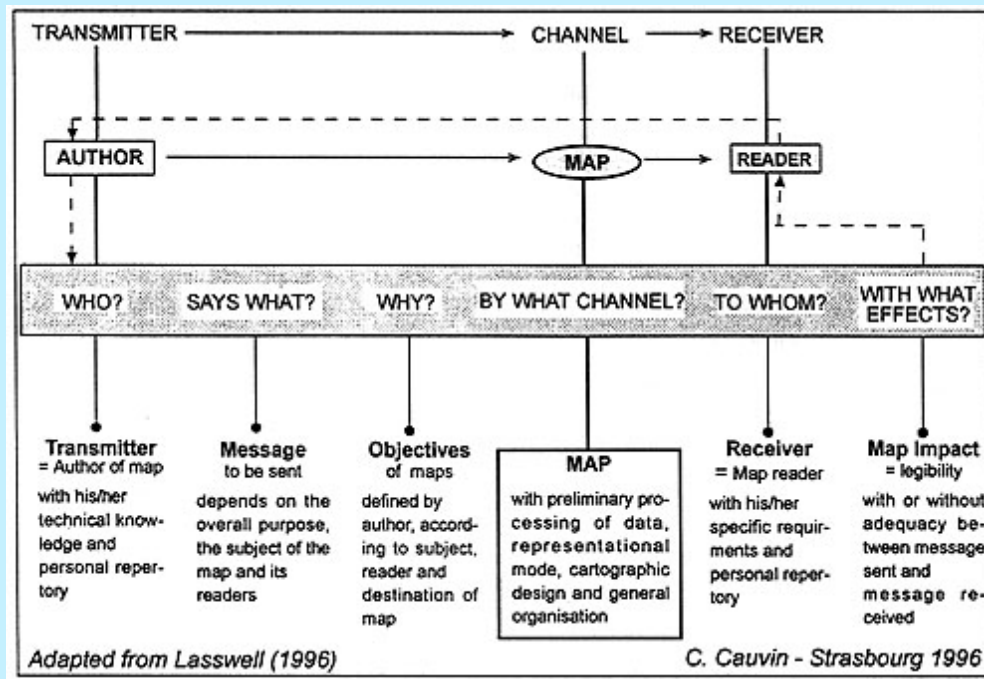 TRANSMITTER CHANNEL RECEIVER
AUTHOR MAP READER
WHO? SAYS WHAT? WHY? BY WHAT CHANNEL? TO WHOM? WITH WHAT
EFFECTS?
Transmitter
= Author of map
with his/her
technical know-
ledge and
personal reper-
tory
Message
to be sent
depends on the
overall purpose,
the subject of the
map and its
readers
Objectives
of maps
defined by
author, accord-
ing to subject,
reader and
destination of
map
MAP
with preliminary pro-
cessing of data,
representational
mode, cartographic
design and general
organisation
Receiver
= Map reader
with his/her
specific requir-
ments and
personal reper-
tory
Map Impact
= legibility
with or without
adequacy be-
tween message
sent and
message re-
ceived
Adapted from Lasswell (1996) C. Cauvin - Strasbourg 1996